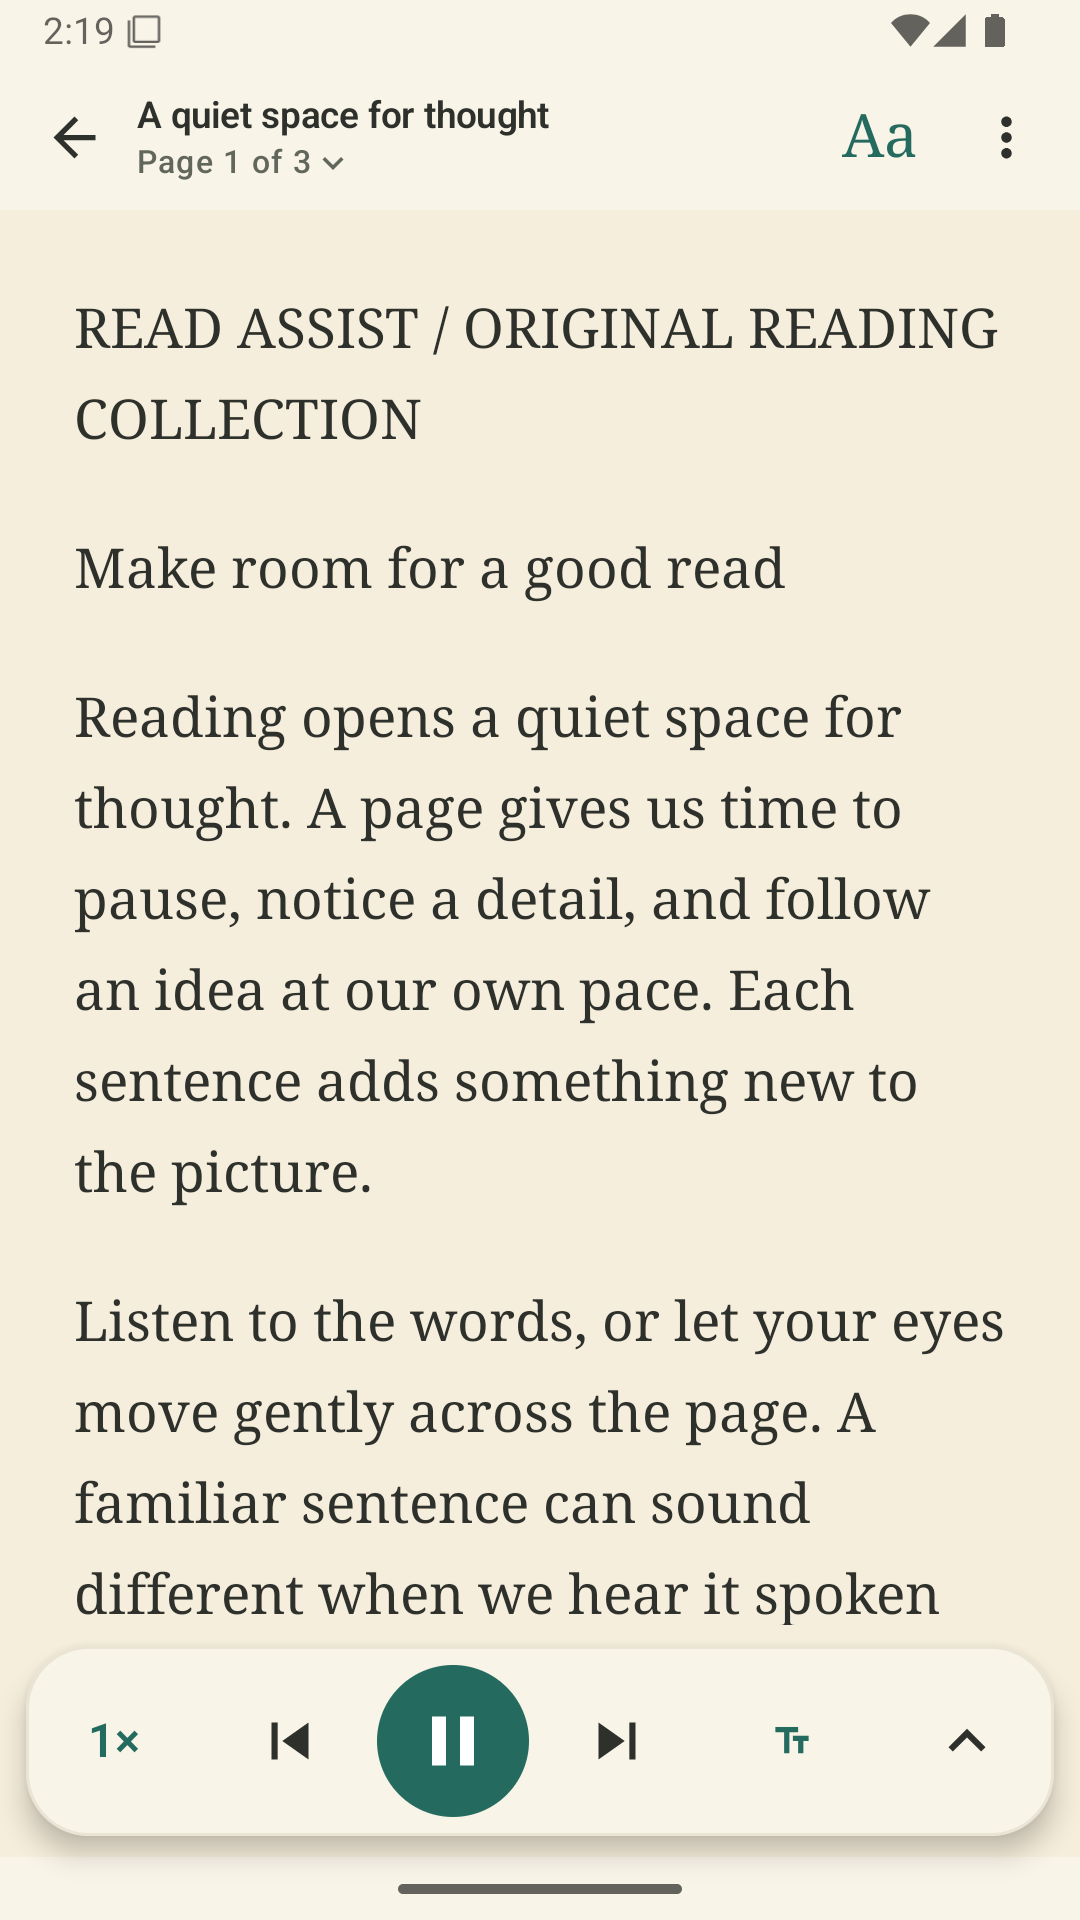 2:19
A quiet space for thought
Page 1 of 3
Aa
READ ASSIST / ORIGINAL READING
COLLECTION
Make room for a good read
Reading opens a quiet space for
thought. A page gives us time to
pause, notice a detail, and follow
an idea at our own pace. Each
sentence adds something new to
the picture.
Listen to the words, or let your eyes
move gently across the page. A
familiar sentence can sound
different when we hear it spoken
1×
Tт